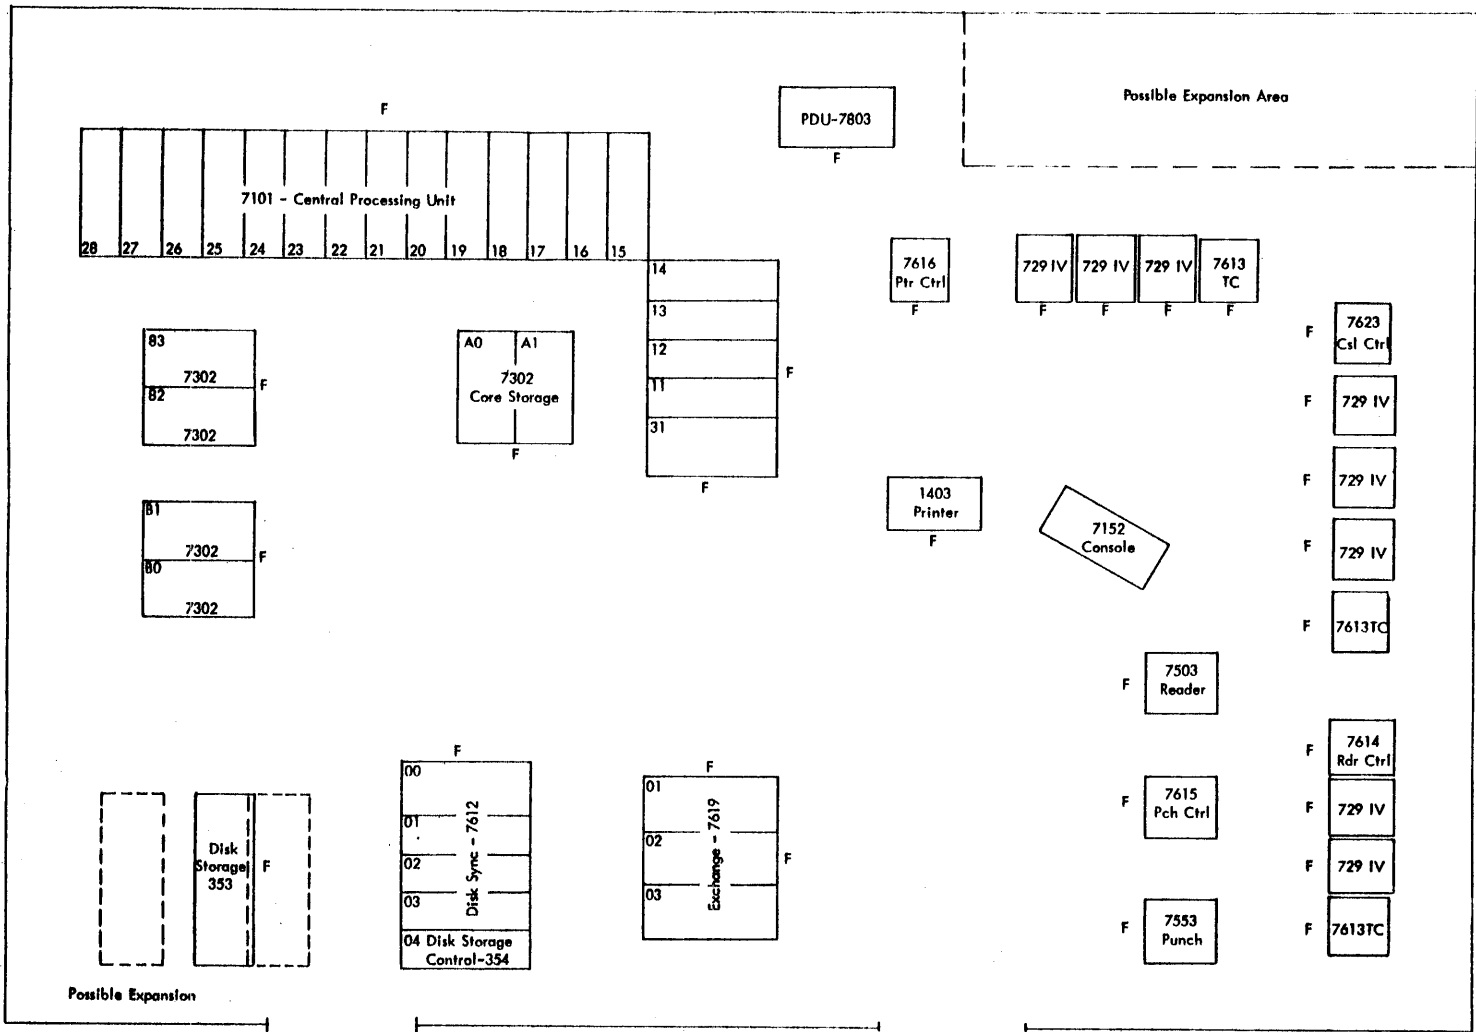 Possible Expansion Area
PDU-7803
F
F
7101 - Central Processing Unit
28 27 26 25 24 23 22 21 20 19 18 17 16 15
14
13
12
11
31
F
F
7616
Ptr Ctrl
F
729 IV
F
729 IV
F
729 IV
F
7613
TC
F
B3
7302
B2
7302
F
A0 A1
7302
Core Storage
F
B1
7302
B0
7302
F
1403
Printer
F
7152
Console
F
7623
Csl Ctrl
F
729 IV
F
729 IV
F
729 IV
F
7613TC
F
7503
Reader
F
7614
Rdr Ctrl
F
7615
Pch Ctrl
F
729 IV
F
729 IV
F
7553
Punch
F
7613TC
Disk
Storage
353
F
F
00
01
02
03
Disk Sync - 7612
04 Disk Storage
Control-354
F
01
02
03
Exchange - 7619
F
Possible Expansion